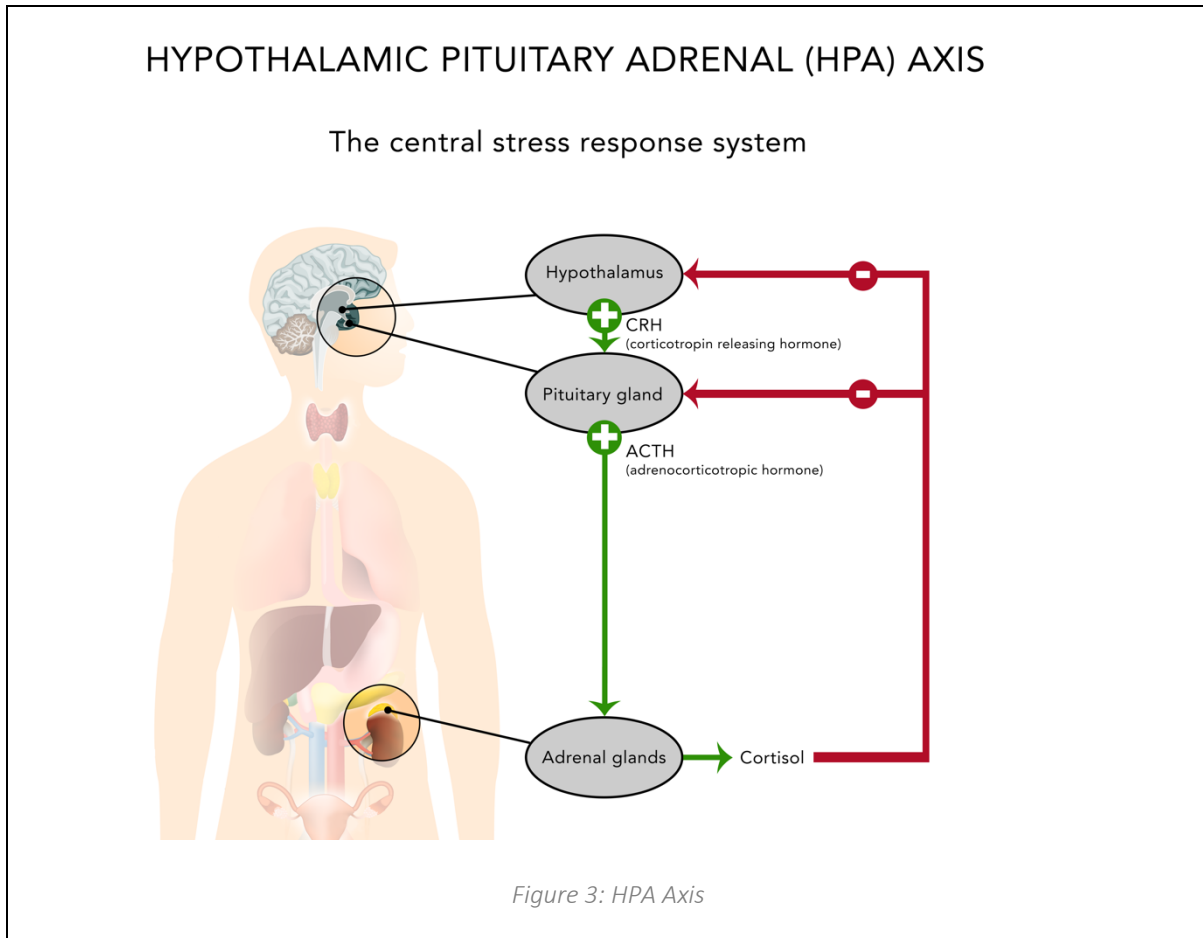 HYPOTHALAMIC PITUITARY ADRENAL (HPA) AXIS
The central stress response system
Hypothalamus
CRH
(corticotropin releasing hormone)
Pituitary gland
ACTH
(adrenocorticotropic hormone)
Adrenal glands
Cortisol
Figure 3: HPA Axis